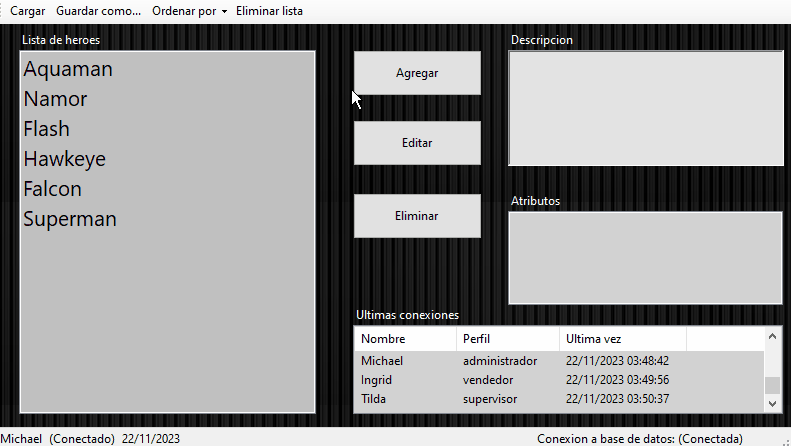 Cargar Guardar como... Ordenar por Eliminar lista
Lista de heroes
Aquaman
Namor
Flash
Hawkeye
Falcon
Superman
Agregar
Editar
Eliminar
Descripcion
Atributos
Ultimas conexiones
Nombre Perfil Ultima vez
Michael administrador 22/11/2023 03:48:42
Ingrid vendedor 22/11/2023 03:49:56
Tilda supervisor 22/11/2023 03:50:37
Michael (Conectado) 22/11/2023 Conexion a base de datos: (Conectada)